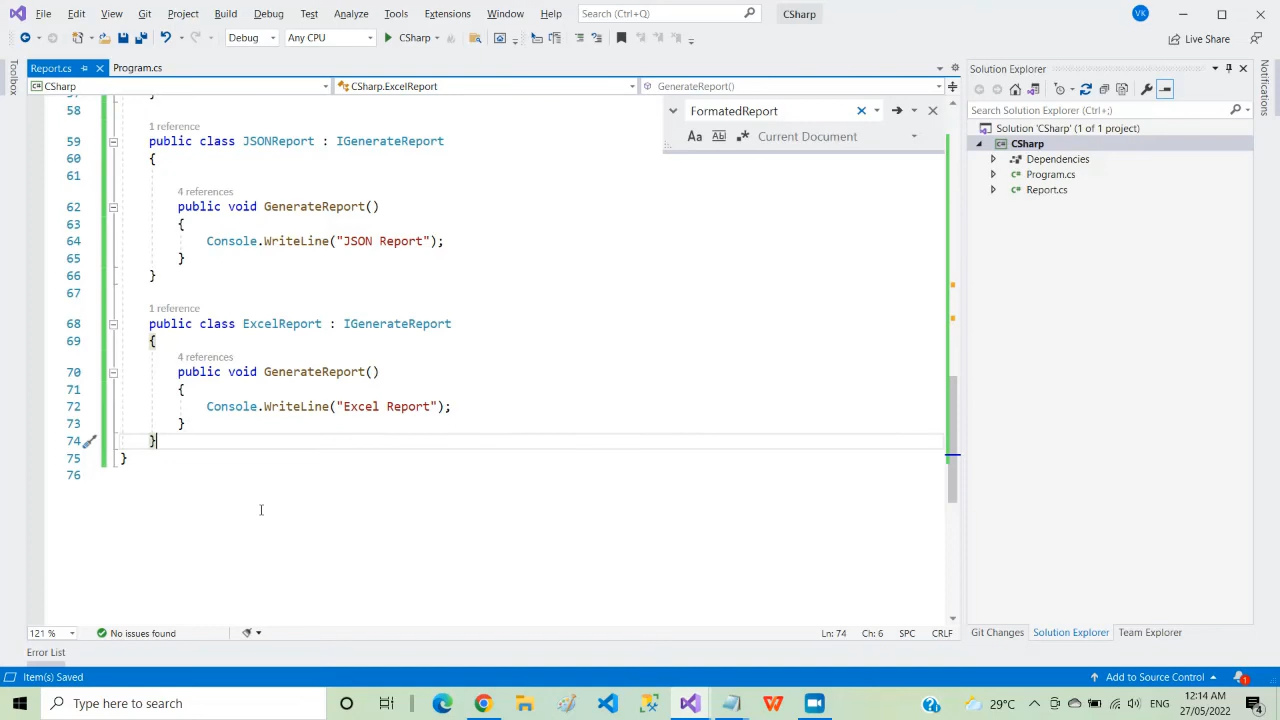 File Edit View Git Project Build Debug Test Analyze Tools Extensions Window Help Search (Ctrl+Q) CSharp VK
Debug Any CPU CSharp Live Share
Toolbox
Report.cs Program.cs
CSharp CSharp.ExcelReport GenerateReport()
FormatedReport
Aa Ab Current Document
58
1 reference
59 public class JSONReport : IGenerateReport
60 {
61
4 references
62 public void GenerateReport()
63 {
64 Console.WriteLine("JSON Report");
65 }
66 }
67
1 reference
68 public class ExcelReport : IGenerateReport
69 {
4 references
70 public void GenerateReport()
71 {
72 Console.WriteLine("Excel Report");
73 }
74 }
75 }
76
121 % No issues found Ln: 74 Ch: 6 SPC CRLF
Error List
Solution Explorer
Search Solution Explorer (Ctrl+;)
Solution 'CSharp' (1 of 1 project)
CSharp
Dependencies
Program.cs
Report.cs
Git Changes Solution Explorer Team Explorer
Notifications
Item(s) Saved Add to Source Control 1
Type here to search 29°C ENG 12:14 AM
27/05/2022 4